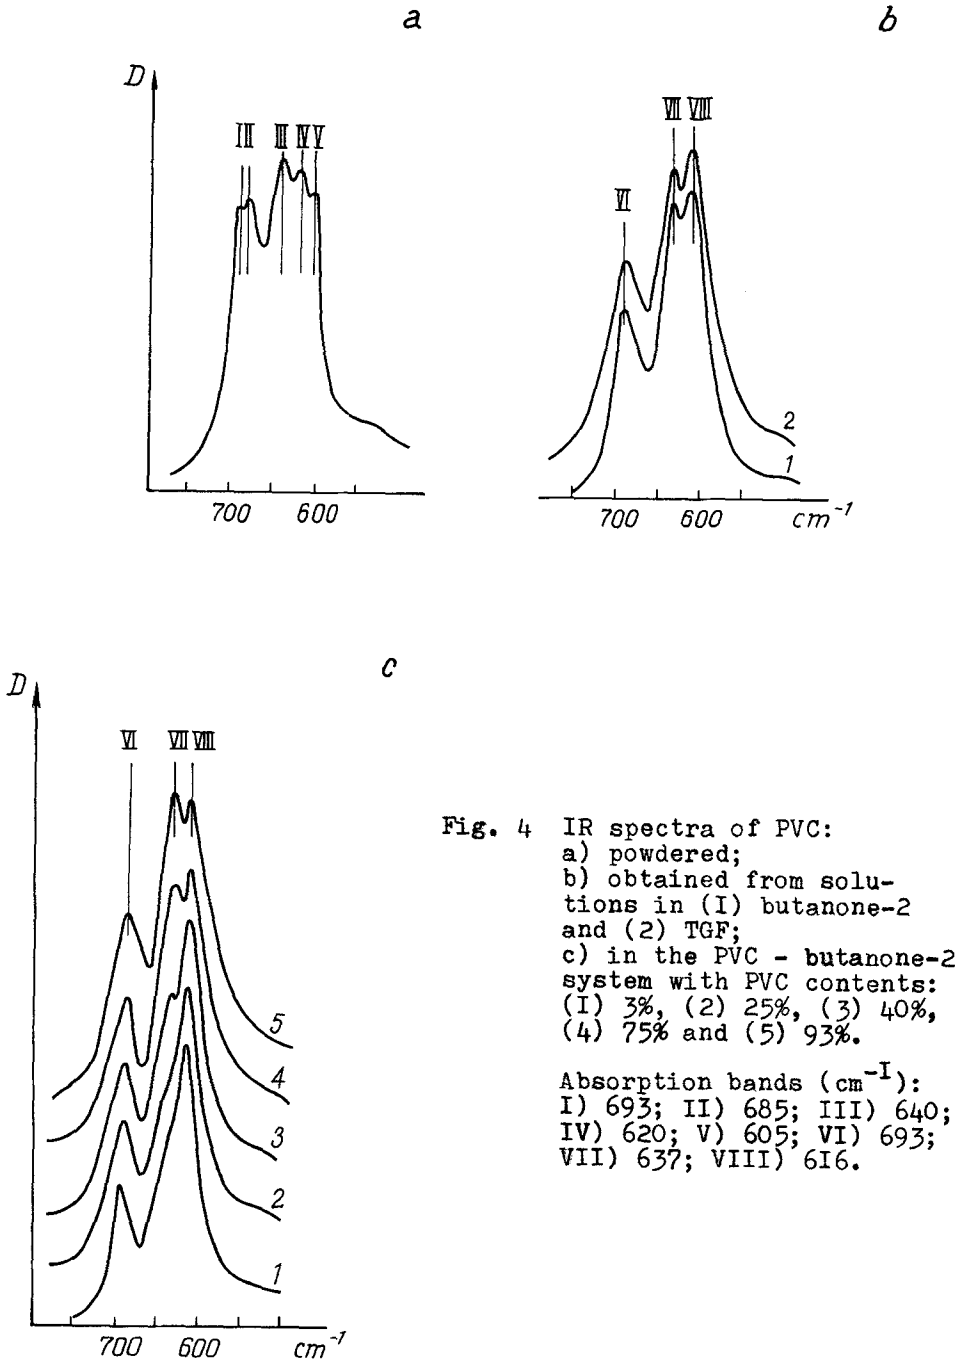 a
b
D
I II III IV V
VI VII VIII
2
1
700 600
700 600 cm⁻¹
c
D
VI VII VIII
5
4
3
2
1
700 600 cm⁻¹
Fig. 4 IR spectra of PVC:
a) powdered;
b) obtained from solu-
tions in (I) butanone-2
and (2) TGF;
c) in the PVC - butanone-2
system with PVC contents:
(I) 3%, (2) 25%, (3) 40%,
(4) 75% and (5) 93%.
Absorption bands (cm⁻ᴵ):
I) 693; II) 685; III) 640;
IV) 620; V) 605; VI) 693;
VII) 637; VIII) 6I6.